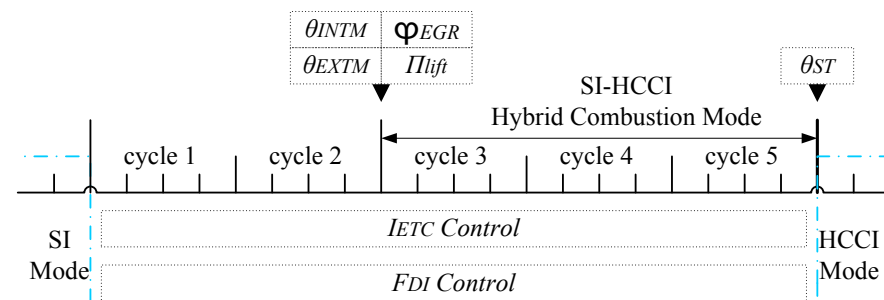 θINTM φEGR
θEXTM Πlift θST
SI-HCCI
Hybrid Combustion Mode
cycle 1 cycle 2 cycle 3 cycle 4 cycle 5
SI
Mode
IETC Control
HCCI
Mode
FDI Control